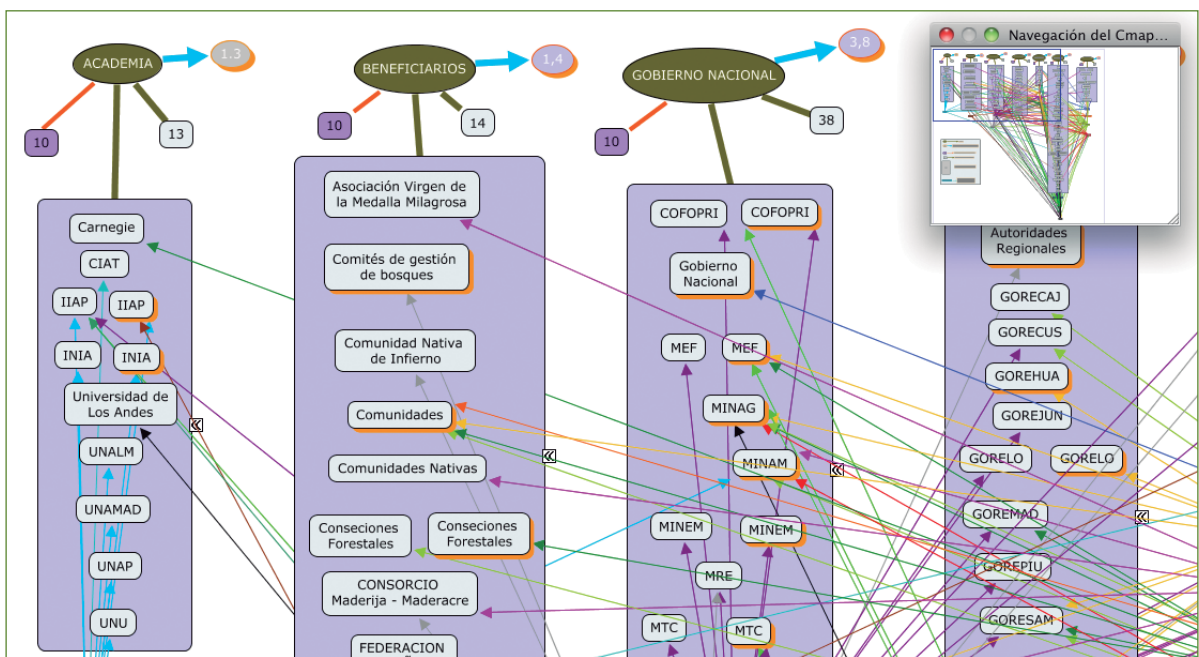 ACADEMIA
1.3
10
13
Carnegie
CIAT
IIAP
IIAP
INIA
INIA
Universidad de
Los Andes
UNALM
UNAMAD
UNAP
UNU
BENEFICIARIOS
1,4
10
14
Asociación Virgen de
la Medalla Milagrosa
Comités de gestión
de bosques
Comunidad Nativa
de Infierno
Comunidades
Comunidades Nativas
Conseciones
Forestales
Conseciones
Forestales
CONSORCIO
Maderija - Maderacre
FEDERACION
GOBIERNO NACIONAL
3,8
10
38
COFOPRI
COFOPRI
Gobierno
Nacional
MEF
MEF
MINAG
MINAM
MINEM
MINEM
MRE
MTC
MTC
Navegación del Cmap...
Autoridades
Regionales
GORECAJ
GORECUS
GOREHUA
GOREJUN
GORELO
GORELO
GOREMAD
GOREPIU
GORESAM